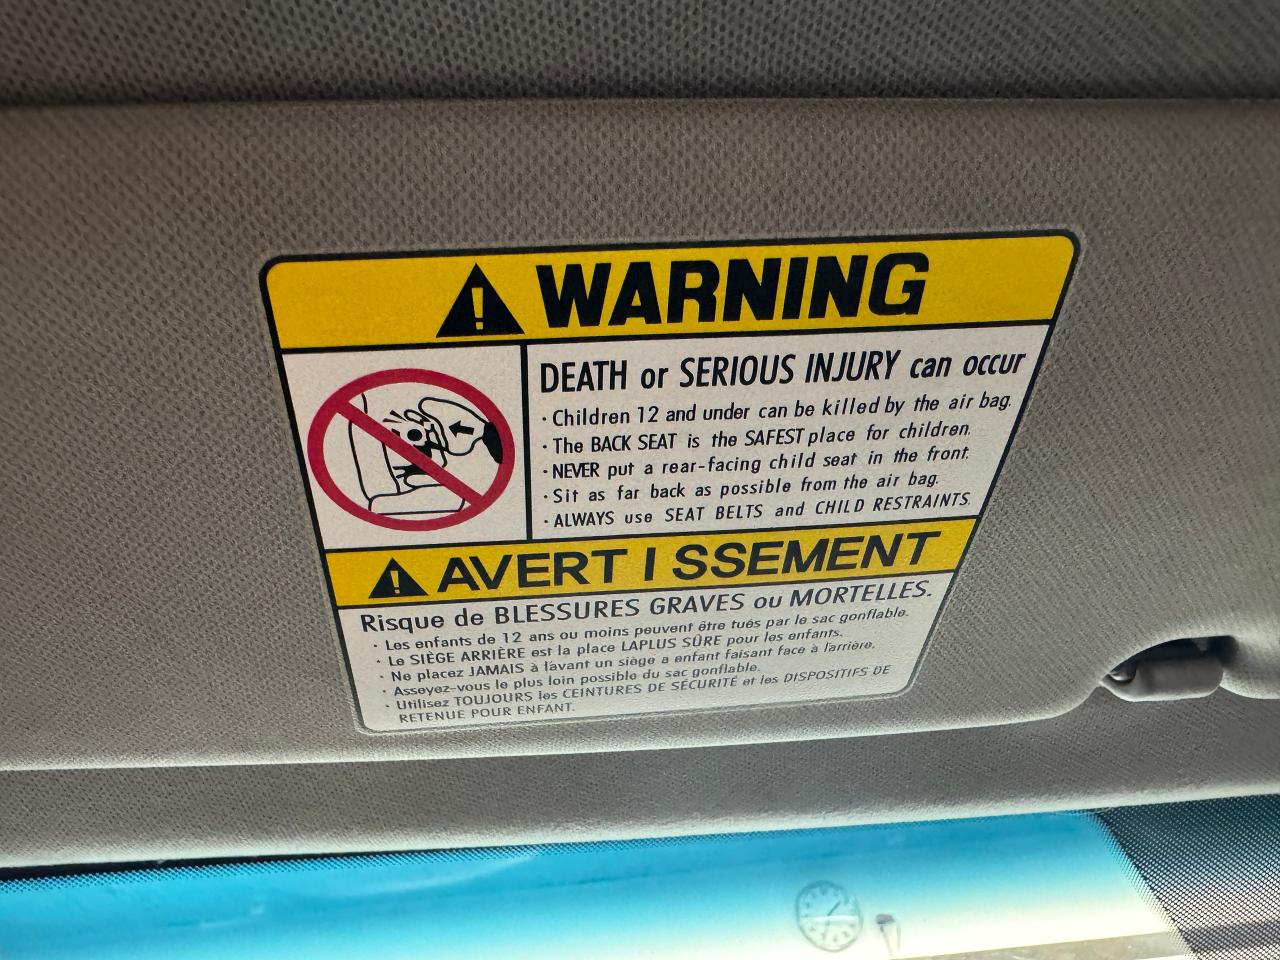 WARNING
DEATH or SERIOUS INJURY can occur
· Children 12 and under can be killed by the air bag.
· The BACK SEAT is the SAFEST place for children.
· NEVER put a rear-facing child seat in the front.
· Sit as far back as possible from the air bag.
· ALWAYS use SEAT BELTS and CHILD RESTRAINTS.
AVERT I SSEMENT
Risque de BLESSURES GRAVES ou MORTELLES.
· Les enfants de 12 ans ou moins peuvent être tués par le sac gonflable.
· Le SIÈGE ARRIÈRE est la place LAPLUS SÛRE pour les enfants.
· Ne placez JAMAIS à l'avant un siège a enfant faisant face à l'arrière.
· Asseyez-vous le plus loin possible du sac gonflable.
· Utilisez TOUJOURS les CEINTURES DE SÉCURITÉ et les DISPOSITIFS DE
RETENUE POUR ENFANT.